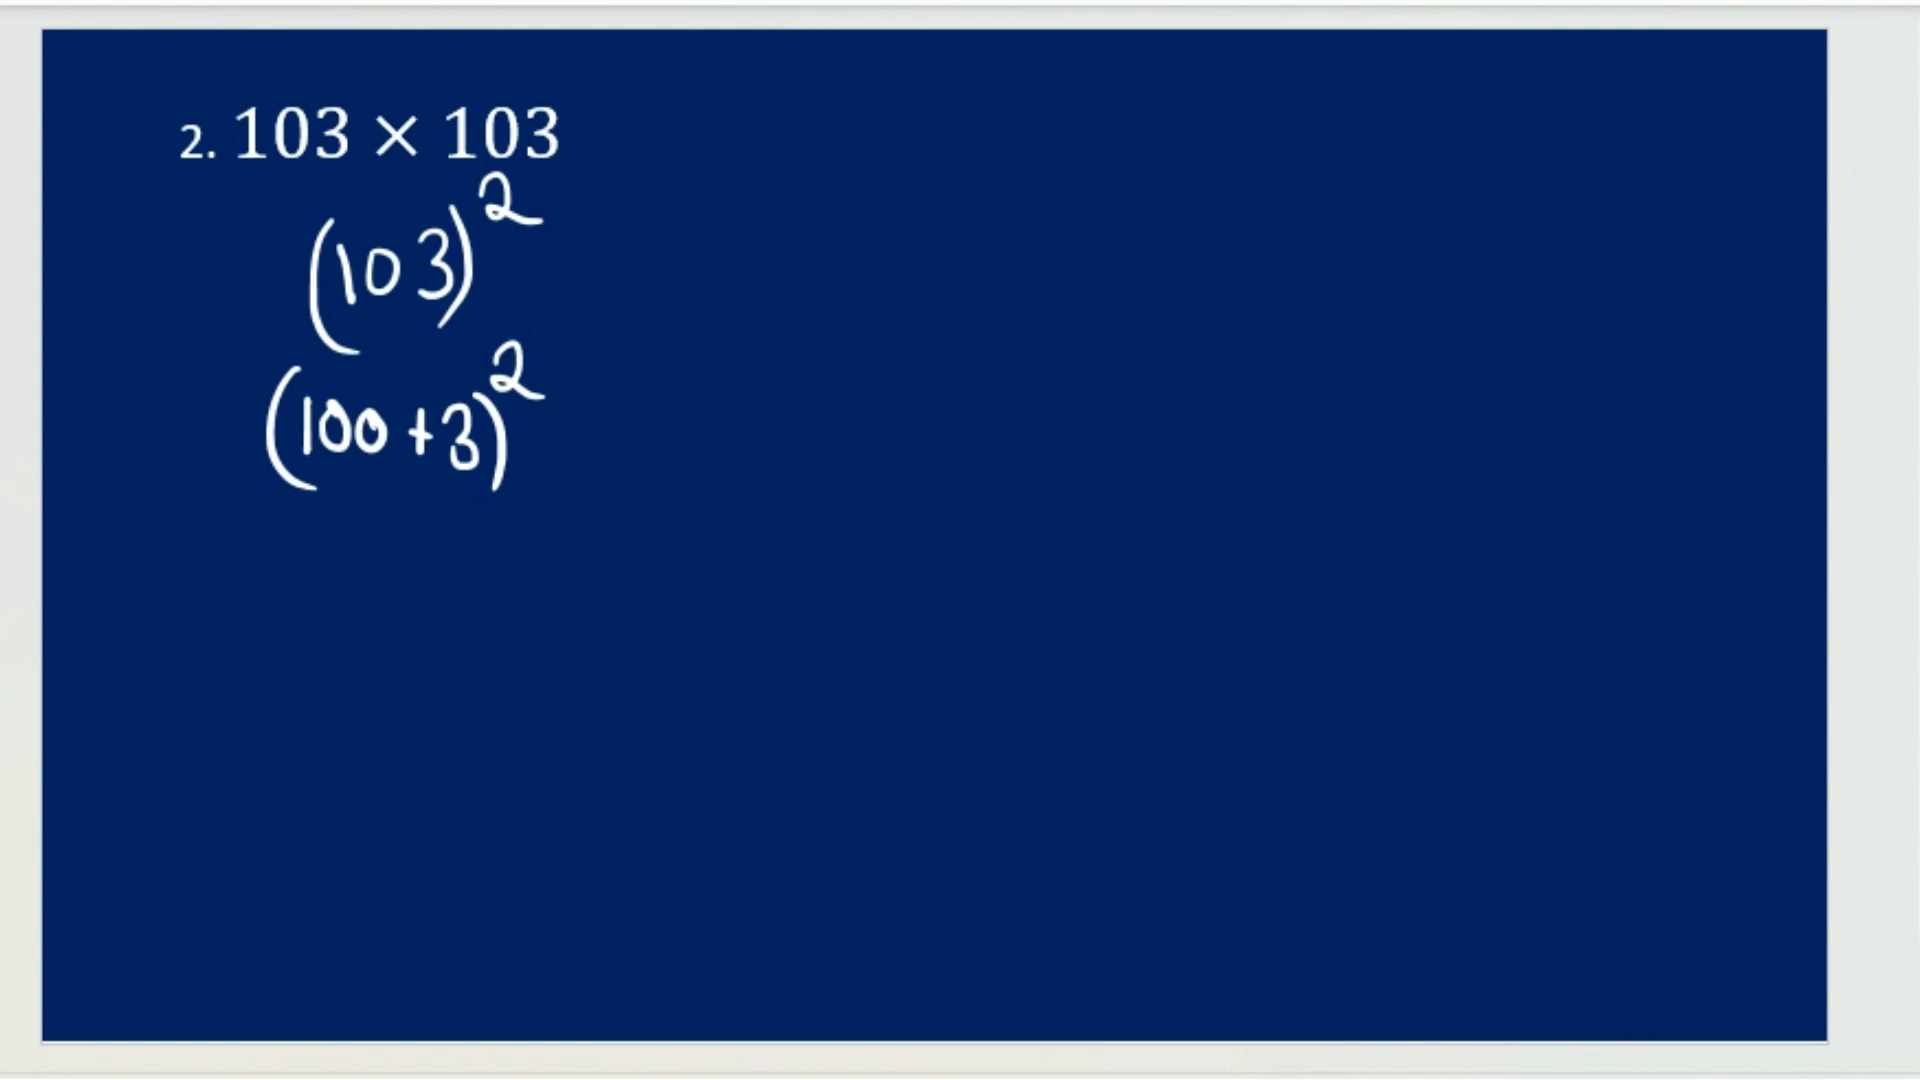 2. 103 × 103
(103)²
(100+3)²